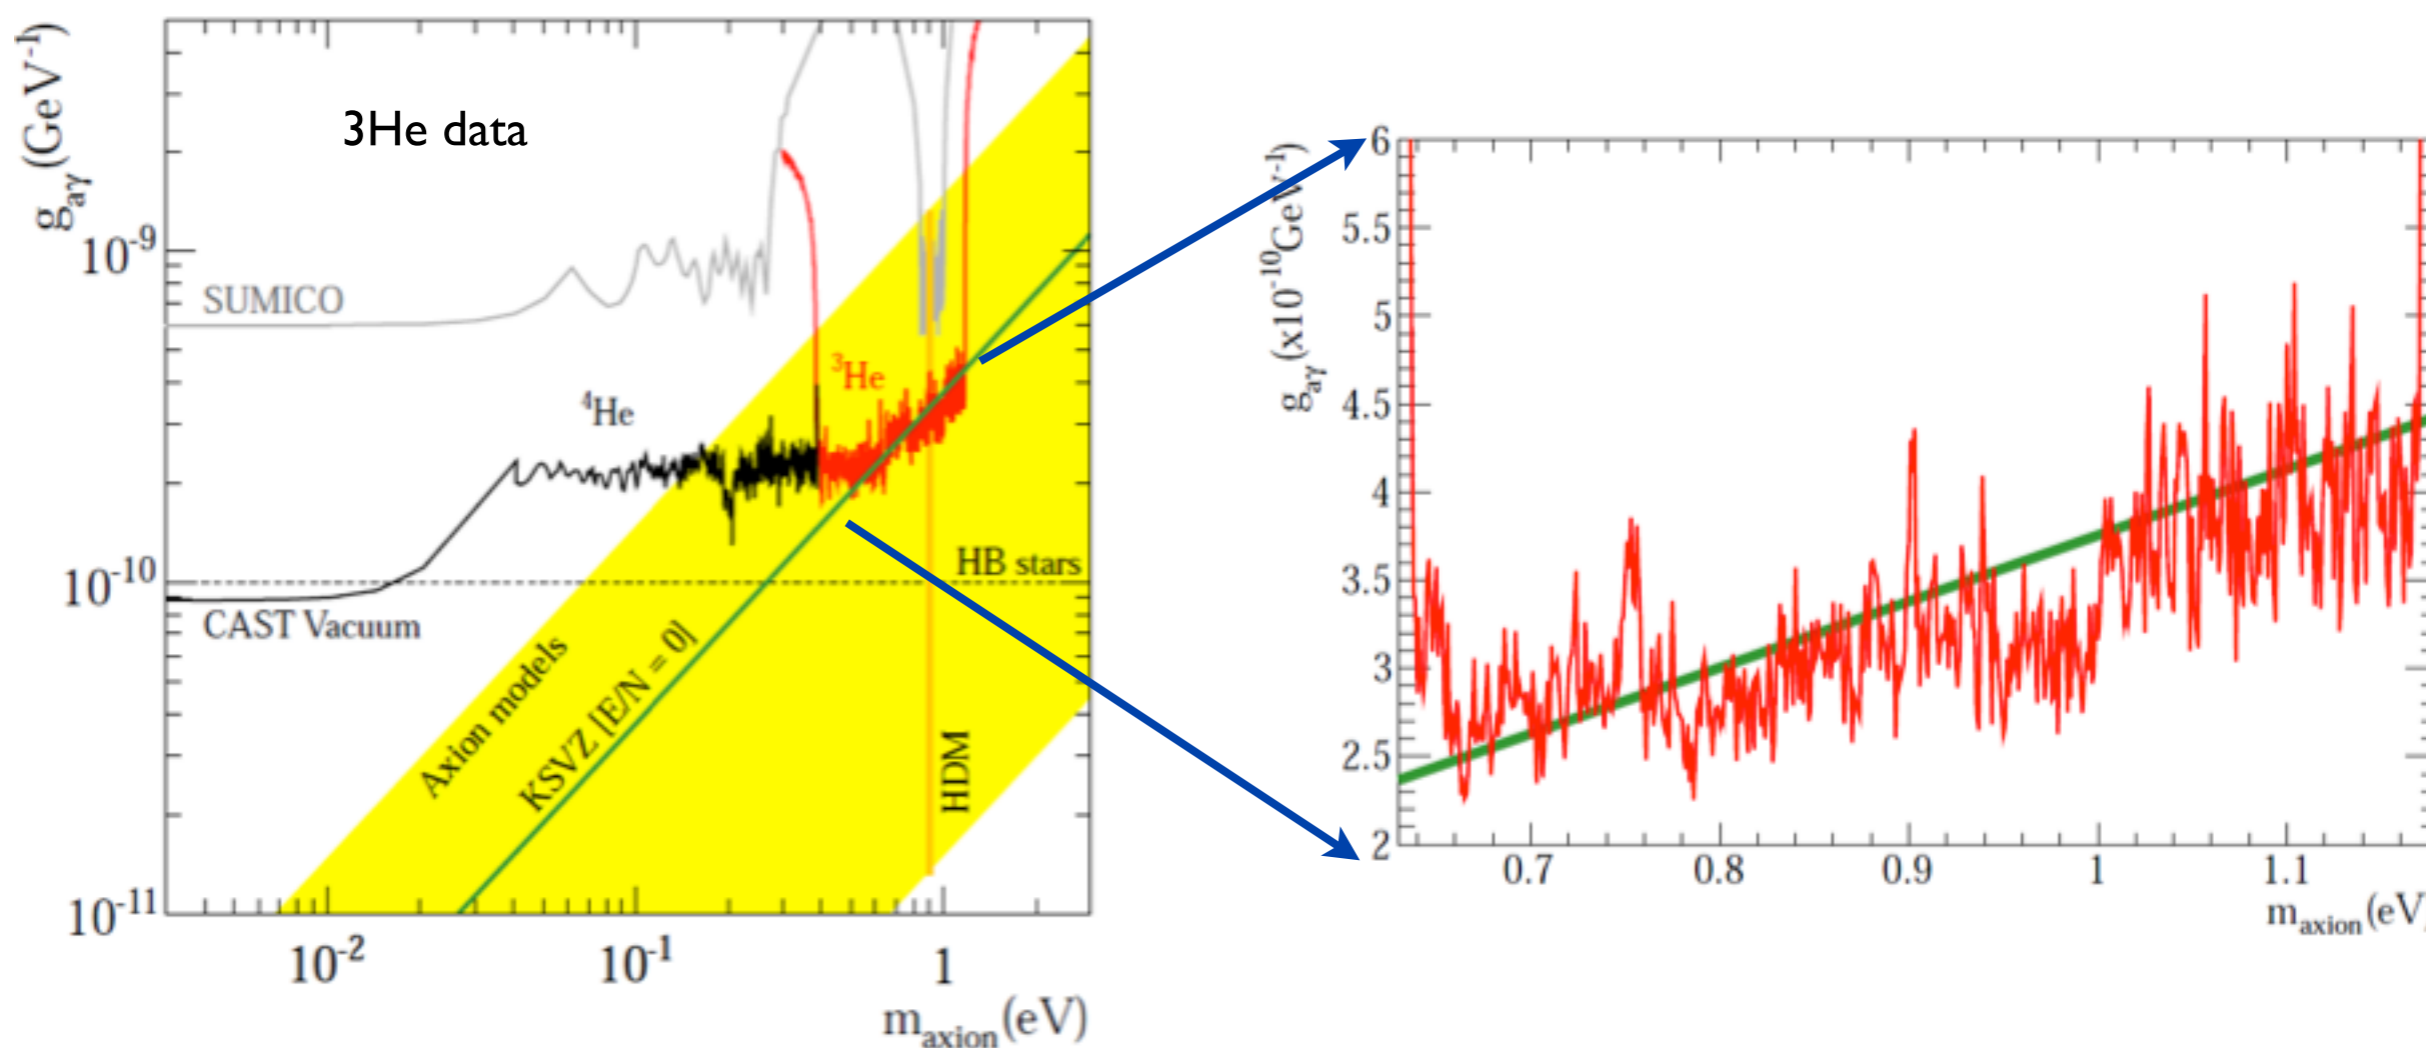 g_aγ (GeV⁻¹)
3He data
10⁻⁹
SUMICO
³He
⁴He
HB stars
10⁻¹⁰
CAST Vacuum
Axion models
KSVZ [E/N = 0]
HDM
10⁻¹¹
10⁻² 10⁻¹ 1
m_axion (eV)
g_aγ (x10⁻¹⁰GeV⁻¹)
6
5.5
5
4.5
4
3.5
3
2.5
2
0.7 0.8 0.9 1 1.1
m_axion (eV